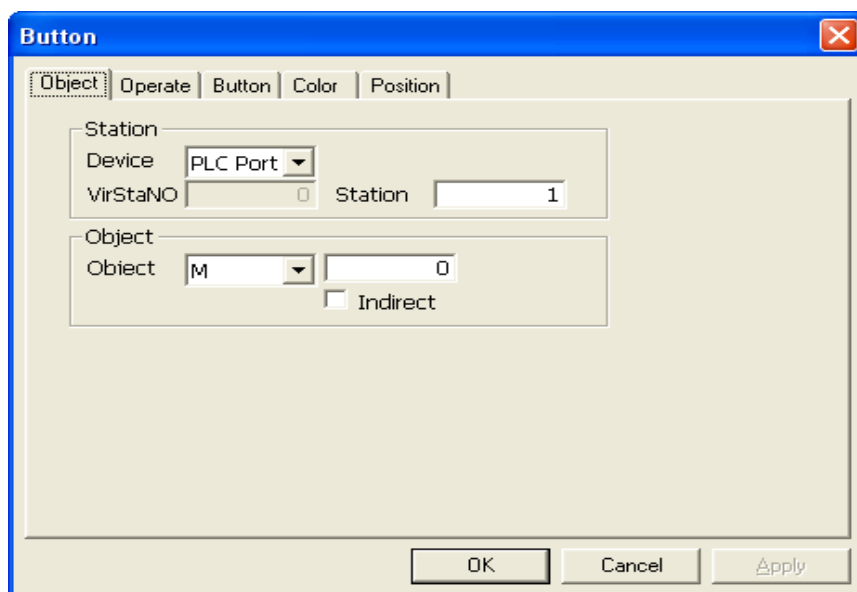 Button
Object Operate Button Color Position
Station
Device PLC Port
VirStaNO 0 Station 1
Object
Obiect M 0
Indirect
OK Cancel Apply